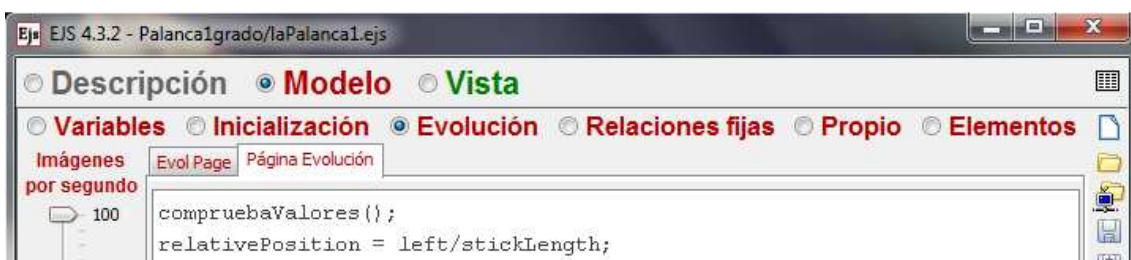 EJS 4.3.2 - Palanca1grado/laPalanca1.ejs
Descripción Modelo Vista
Variables Inicialización Evolución Relaciones fijas Propio Elementos
Imágenes
por segundo
Evol Page Página Evolución
100
compruebaValores();
relativePosition = left/stickLength;